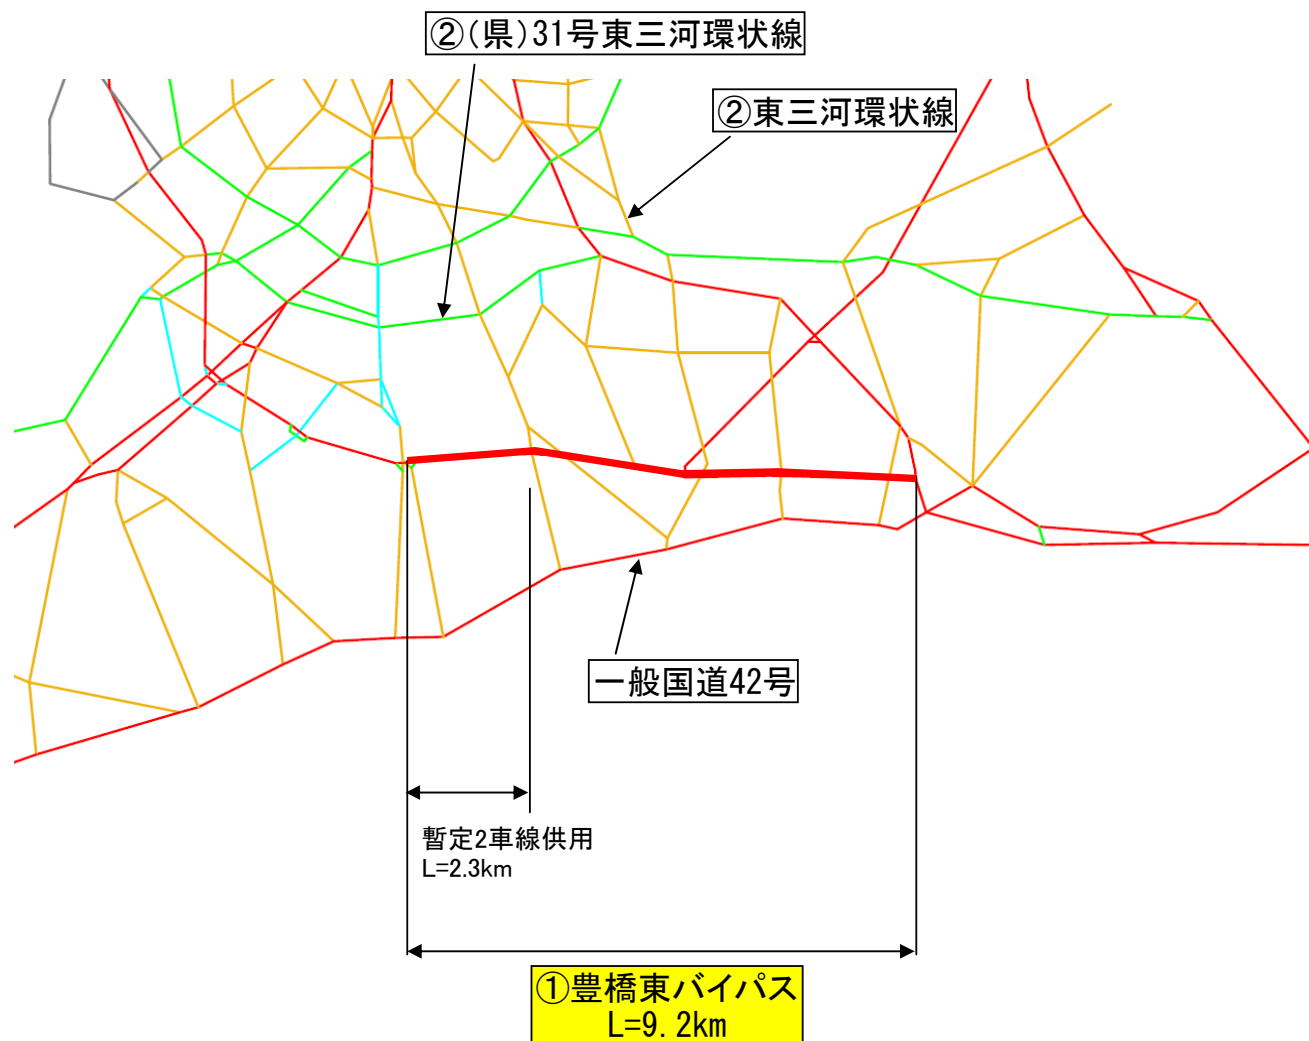 ②(県)31号東三河環状線
②東三河環状線
一般国道42号
暫定2車線供用
L=2.3km
①豊橋東バイパス
L=9.2km